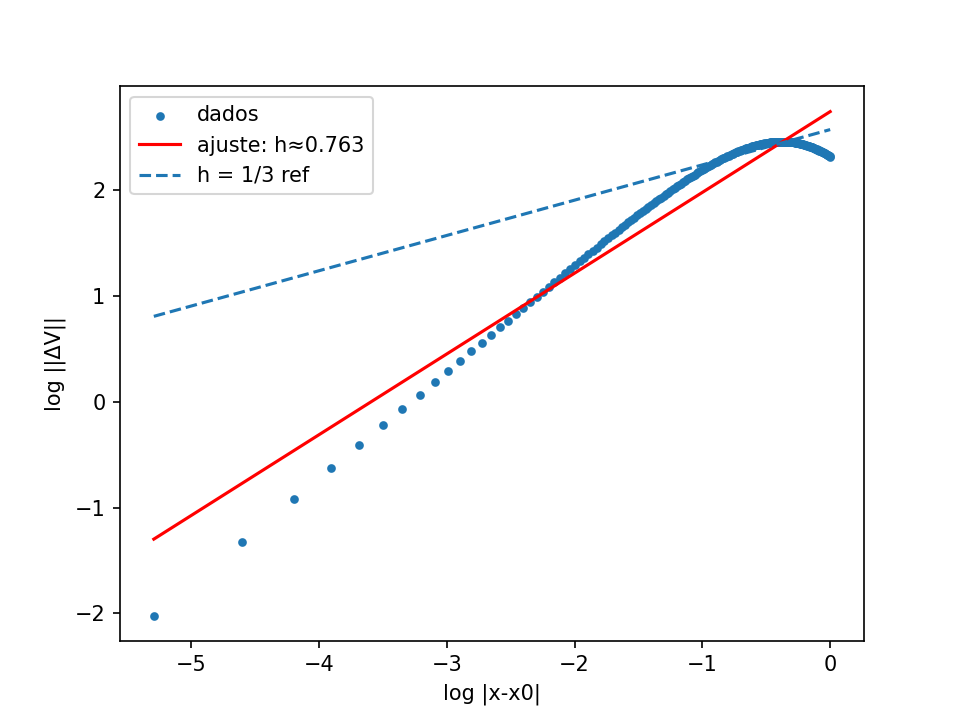 dados
ajuste: h≈0.763
h = 1/3 ref
2
1
0
−1
−2
log ||ΔV||
−5 −4 −3 −2 −1 0
log |x-x0|